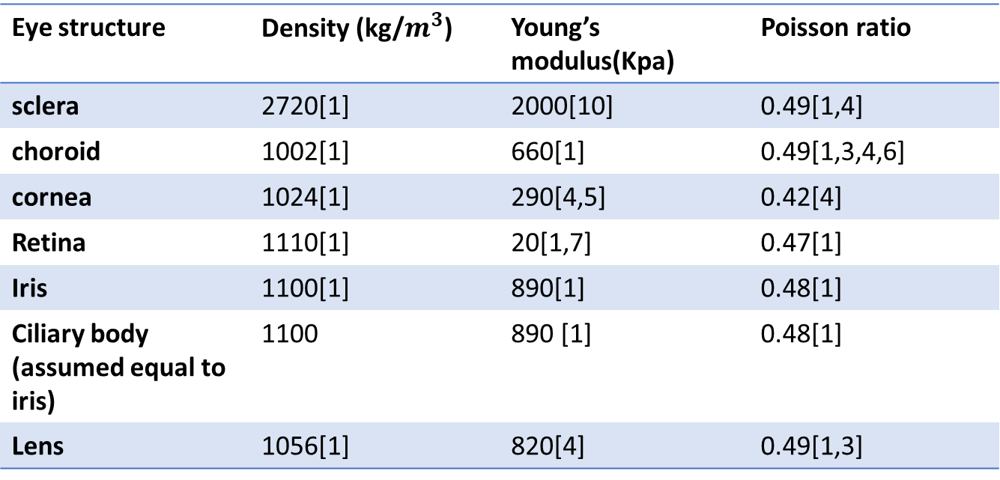 Eye structure Density (kg/m³) Young’s Poisson ratio
modulus(Kpa)
sclera 2720[1] 2000[10] 0.49[1,4]
choroid 1002[1] 660[1] 0.49[1,3,4,6]
cornea 1024[1] 290[4,5] 0.42[4]
Retina 1110[1] 20[1,7] 0.47[1]
Iris 1100[1] 890[1] 0.48[1]
Ciliary body 1100 890 [1] 0.48[1]
(assumed equal to
iris)
Lens 1056[1] 820[4] 0.49[1,3]